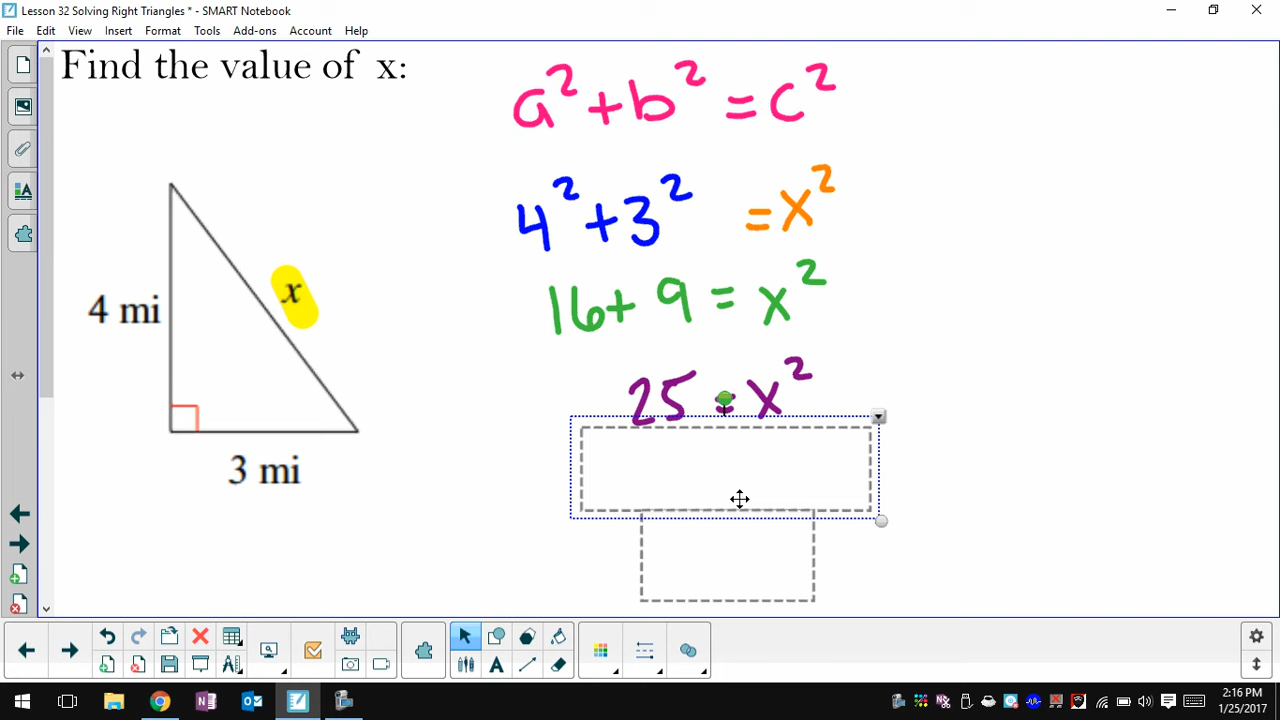 Lesson 32 Solving Right Triangles * - SMART Notebook
File Edit View Insert Format Tools Add-ons Account Help
Find the value of x:
a² + b² = c²
4² + 3² = x²
16 + 9 = x²
25 = x²
x
4 mi
3 mi
2:16 PM
1/25/2017